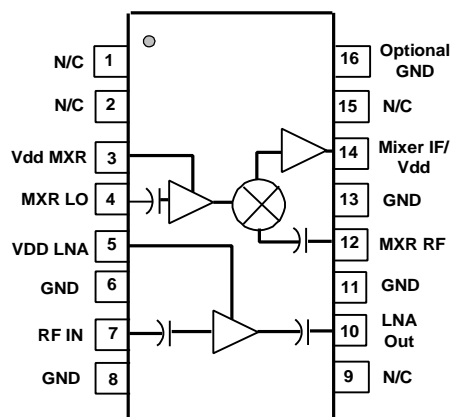 N/C 1
N/C 2
Vdd MXR 3
MXR LO 4
VDD LNA 5
GND 6
RF IN 7
GND 8
16 Optional
GND
15 N/C
14 Mixer IF/
Vdd
13 GND
12 MXR RF
11 GND
10 LNA
Out
9 N/C